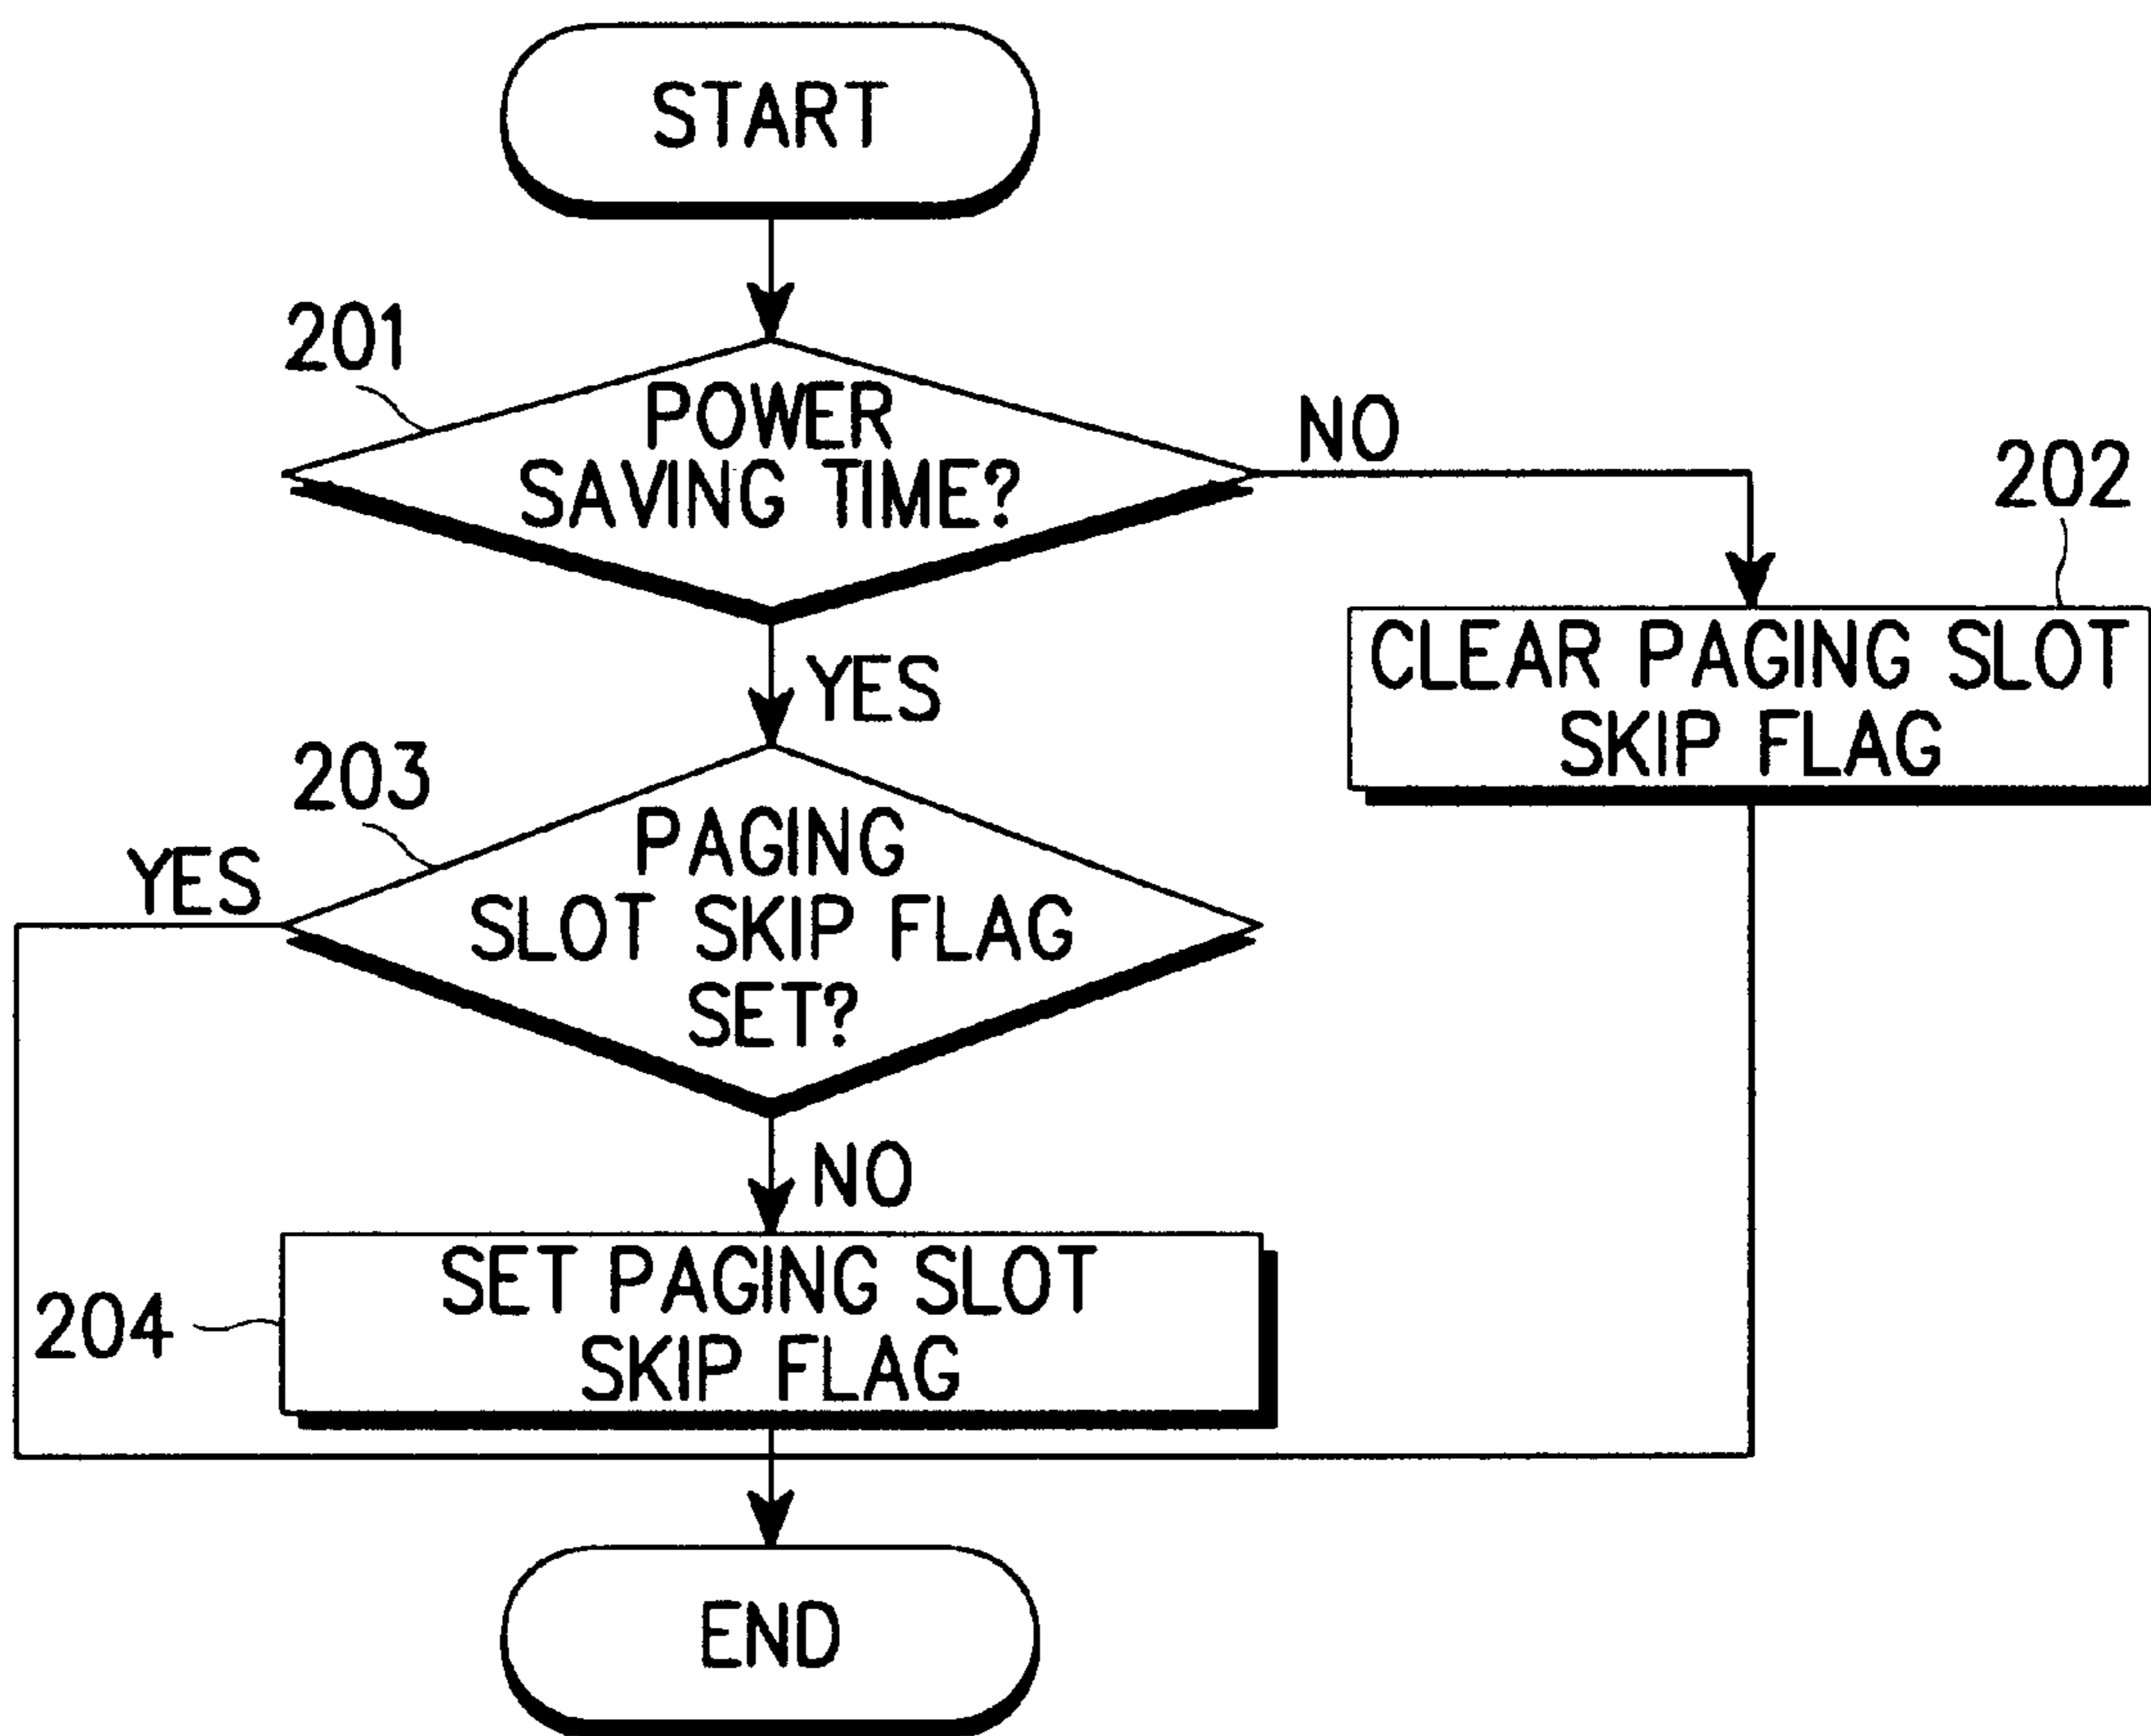 START
201
POWER
SAVING TIME?
NO
202
CLEAR PAGING SLOT
SKIP FLAG
YES
203
PAGING
SLOT SKIP FLAG
SET?
YES
NO
204
SET PAGING SLOT
SKIP FLAG
END